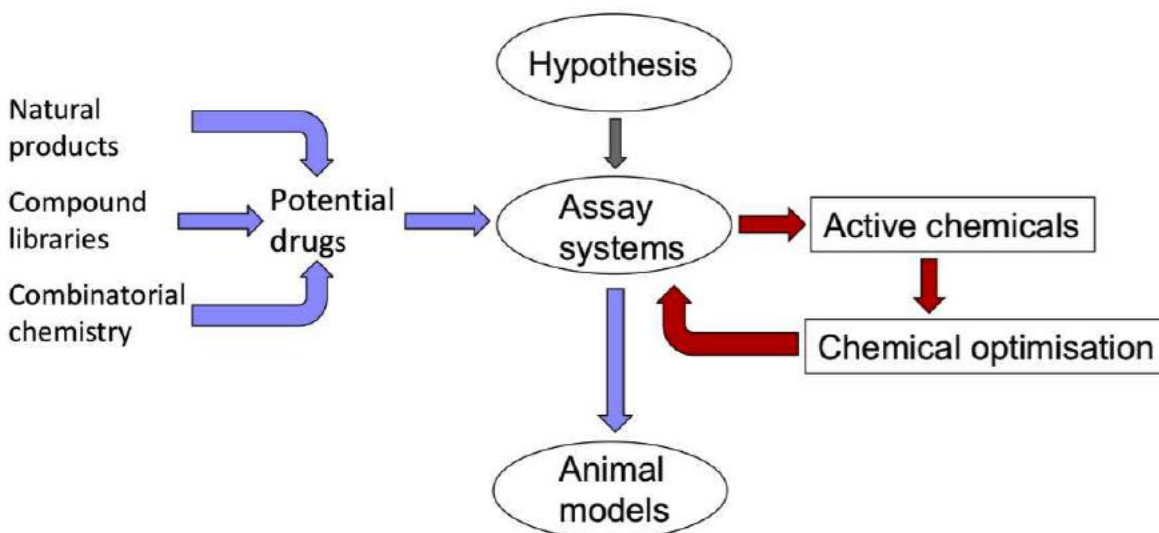 Hypothesis
Natural
products
Compound
libraries
Combinatorial
chemistry
Potential
drugs
Assay
systems
Active chemicals
Chemical optimisation
Animal
models